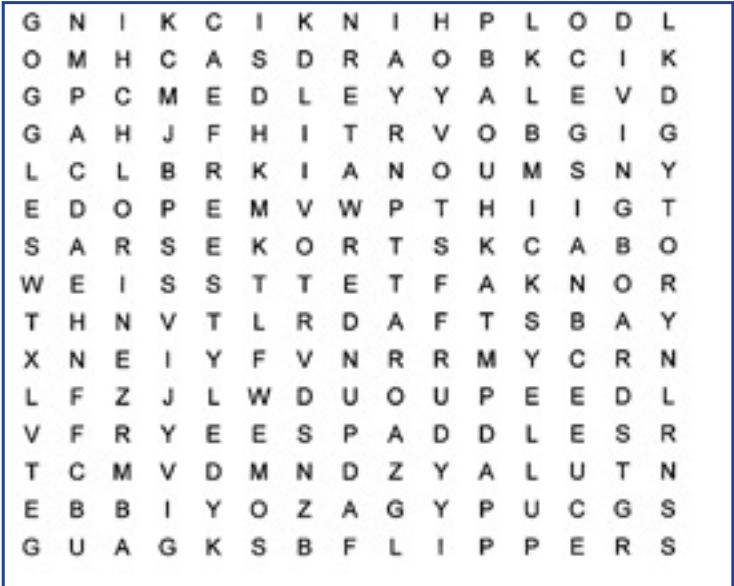 G N I K C I K N I H P L O D L
O M H C A S D R A O B K C I K
G P C M E D L E Y Y A L E V D
G A H J F H I T R V O B G I G
L C L B R K I A N O U M S N Y
E D O P E M V W P T H I I G T
S A R S E K O R T S K C A B O
W E I S S T T E T F A K N O R
T H N V T L R D A F T S B A Y
X N E I Y F V N R R M Y C R N
L F Z J L W D U O U P E E D L
V F R Y E E S P A D D L E S R
T C M V D M N D Z Y A L U T N
E B B I Y O Z A G Y P U C G S
G U A G K S B F L I P P E R S